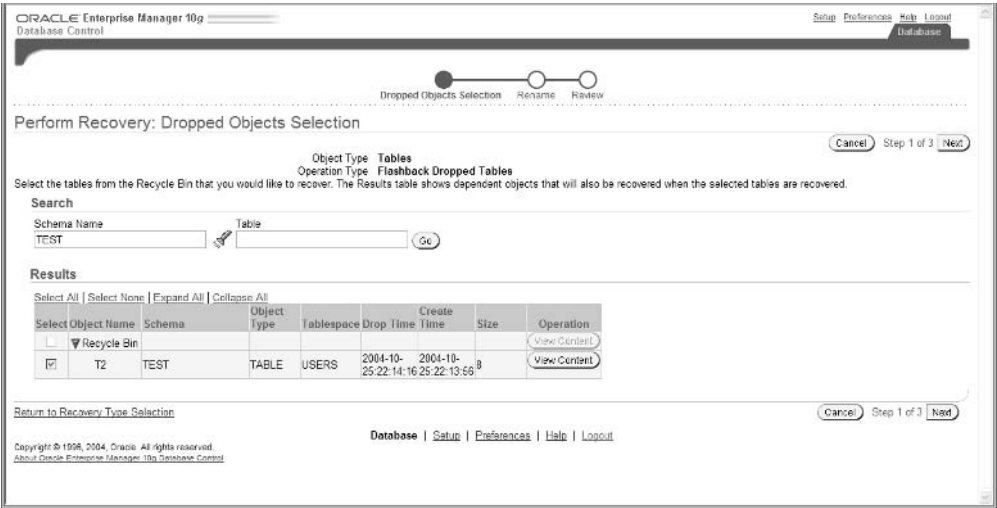 ORACLE Enterprise Manager 10g
Database Control
Setup Preferences Help Logout
Database
Dropped Objects Selection Rename Review
Perform Recovery: Dropped Objects Selection
Cancel Step 1 of 3 Next
Object Type Tables
Operation Type Flashback Dropped Tables
Select the tables from the Recycle Bin that you would like to recover. The Results table shows dependent objects that will also be recovered when the selected tables are recovered.
Search
Schema Name Table
TEST Go
Results
Select All | Select None | Expand All | Collapse All
Select Object Name Schema Object Type Tablespace Drop Time Create Time Size Operation
Recycle Bin View Content
T2 TEST TABLE USERS 2004-10-25:22:14:16 2004-10-25:22:13:56 8 View Content
Return to Recovery Type Selection
Cancel Step 1 of 3 Next
Database | Setup | Preferences | Help | Logout
Copyright © 1996, 2004, Oracle. All rights reserved.
About Oracle Enterprise Manager 10g Database Control